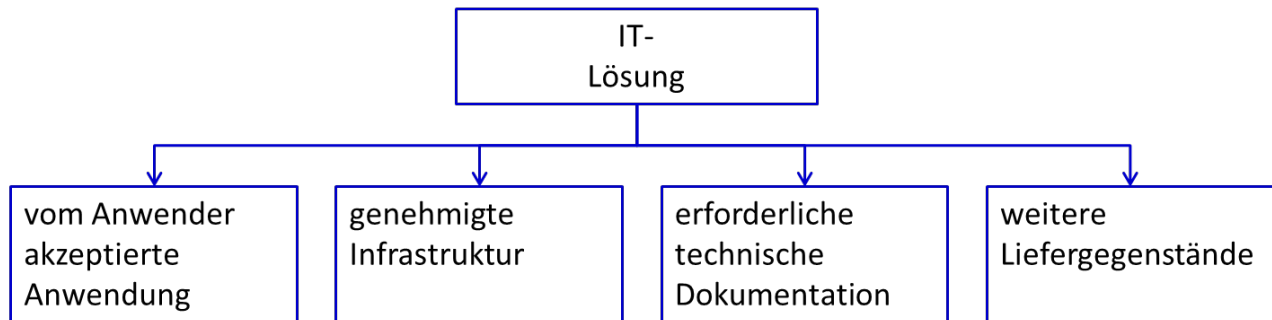 IT-
Lösung
vom Anwender
akzeptierte
Anwendung
genehmigte
Infrastruktur
erforderliche
technische
Dokumentation
weitere
Liefergegenstände